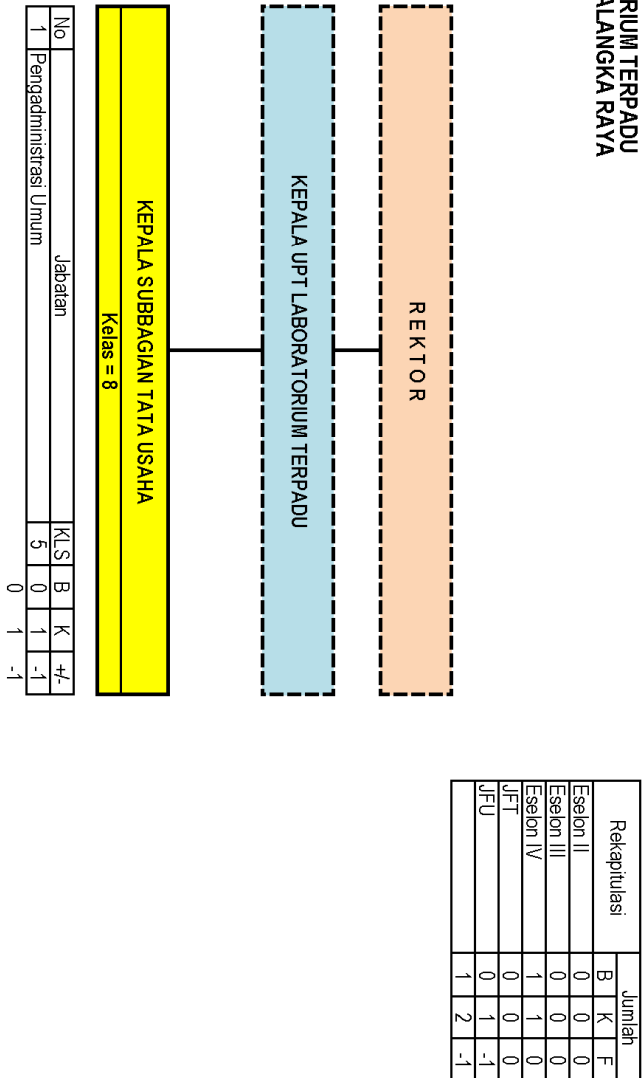 RIUM TERPADU
ALANGKA RAYA
REKTOR
KEPALA UPT LABORATORIUM TERPADU
KEPALA SUBBAGIAN TATA USAHA
Kelas = 8
No Jabatan KLS B K +/-
1 Pengadministrasi Umum 5 0 1 -1
0 1 -1
Rekapitulasi Jumlah
B K F
Eselon II 0 0 0
Eselon III 0 0 0
Eselon IV 1 1 0
JFT 0 0 0
JFU 0 1 -1
1 2 -1